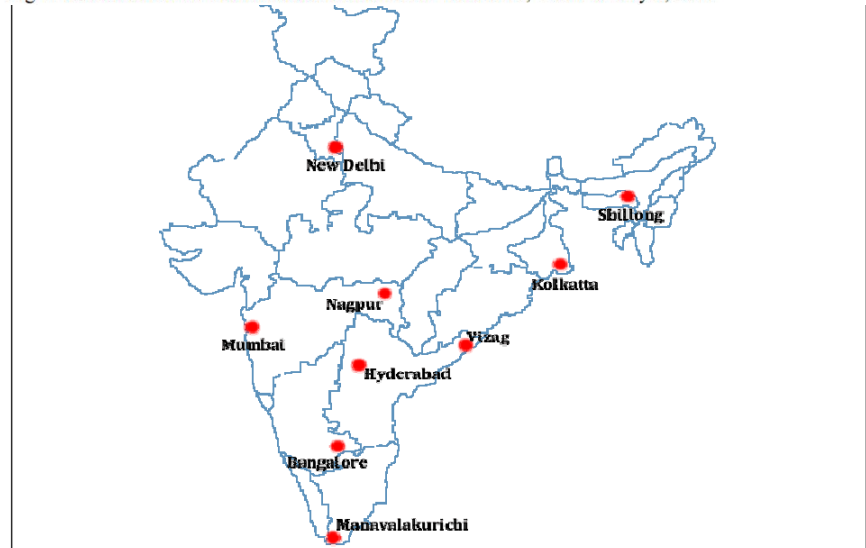 New Delhi
Shillong
Kolkatta
Nagpur
Vizag
Mumbai
Hyderabad
Bangalore
Manavalakurichi